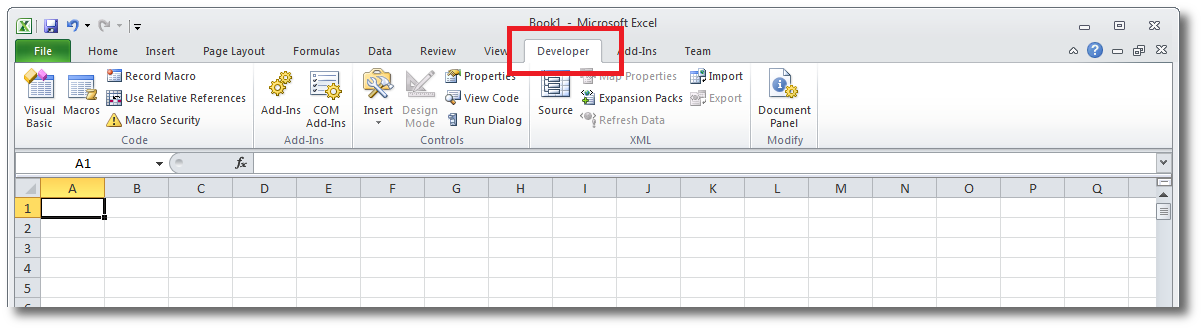 Book1 - Microsoft Excel
File Home Insert Page Layout Formulas Data Review View Developer Add-Ins Team
Record Macro Properties Map Properties Import
Use Relative References View Code Expansion Packs Export
Macro Security Run Dialog Refresh Data
Visual Basic Macros Add-Ins COM Add-Ins Insert Design Mode Source Document Panel
Code Add-Ins Controls XML Modify
A1 fx
A B C D E F G H I J K L M N O P Q
1
2
3
4
5